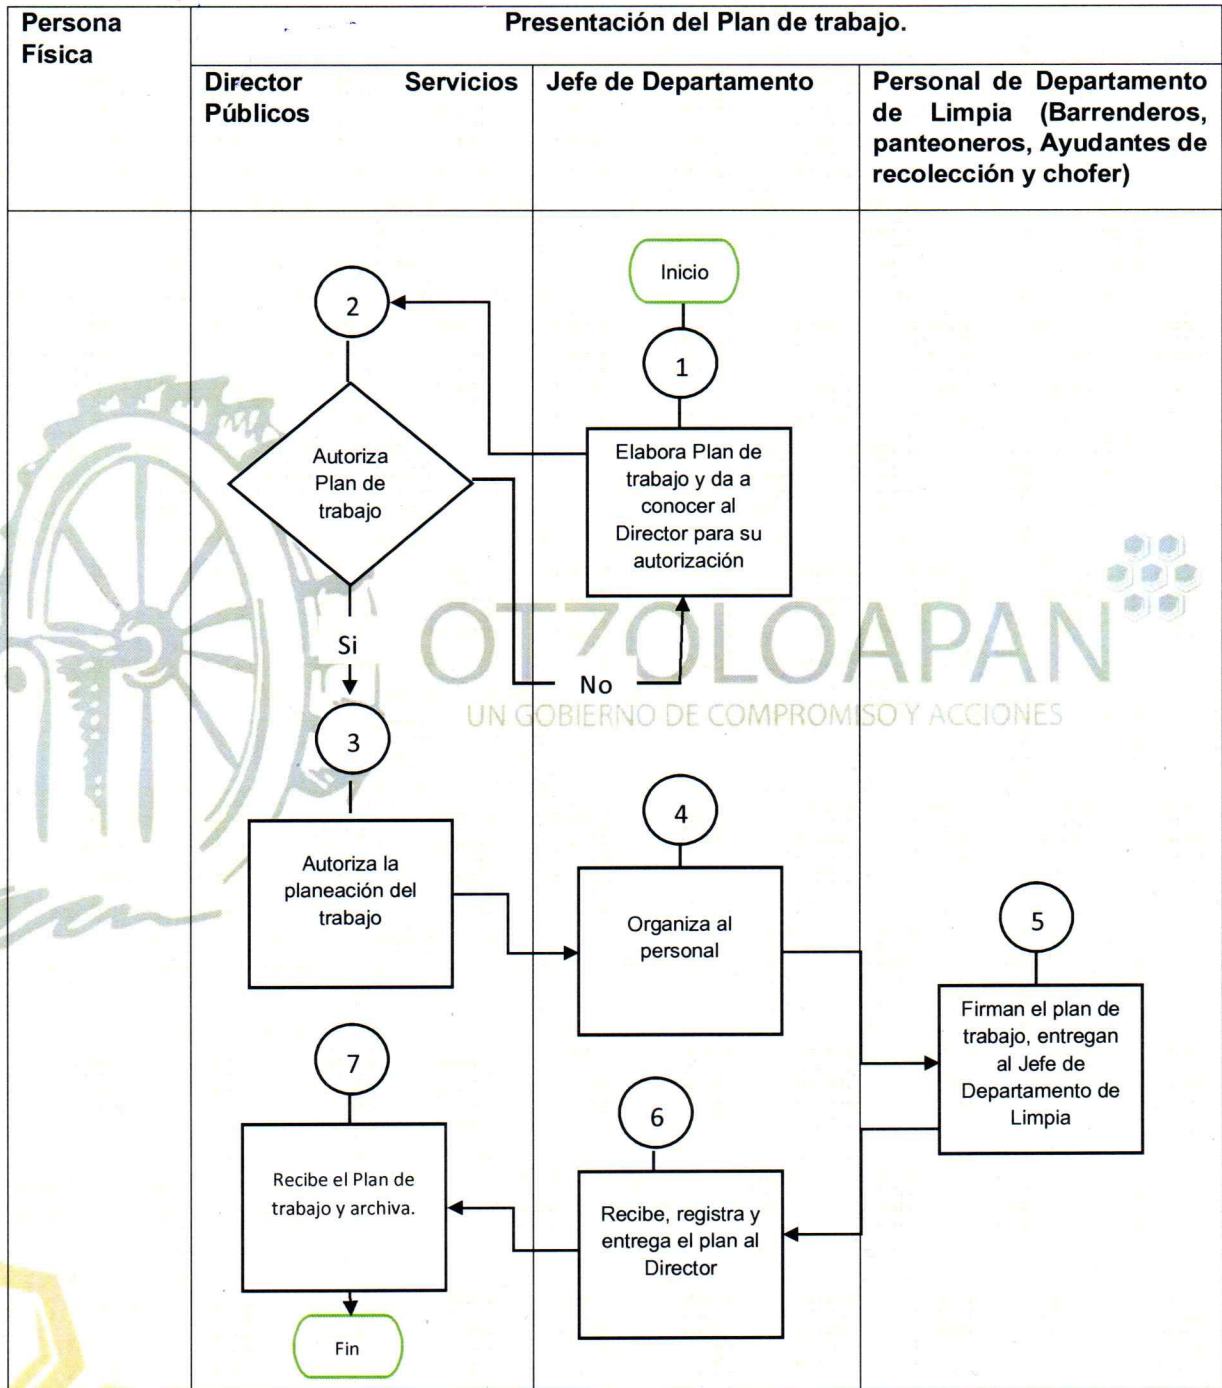 Persona
Física
Presentación del Plan de trabajo.
Director Servicios
Públicos
Jefe de Departamento
Personal de Departamento
de Limpia (Barrenderos,
panteoneros, Ayudantes de
recolección y chofer)
Inicio
1
Elabora Plan de
trabajo y da a
conocer al
Director para su
autorización
2
Autoriza
Plan de
trabajo
Si
No
OTZOLOAPAN
UN GOBIERNO DE COMPROMISO Y ACCIONES
3
Autoriza la
planeación del
trabajo
4
Organiza al
personal
5
Firman el plan de
trabajo, entregan
al Jefe de
Departamento de
Limpia
6
Recibe, registra y
entrega el plan al
Director
7
Recibe el Plan de
trabajo y archiva.
Fin